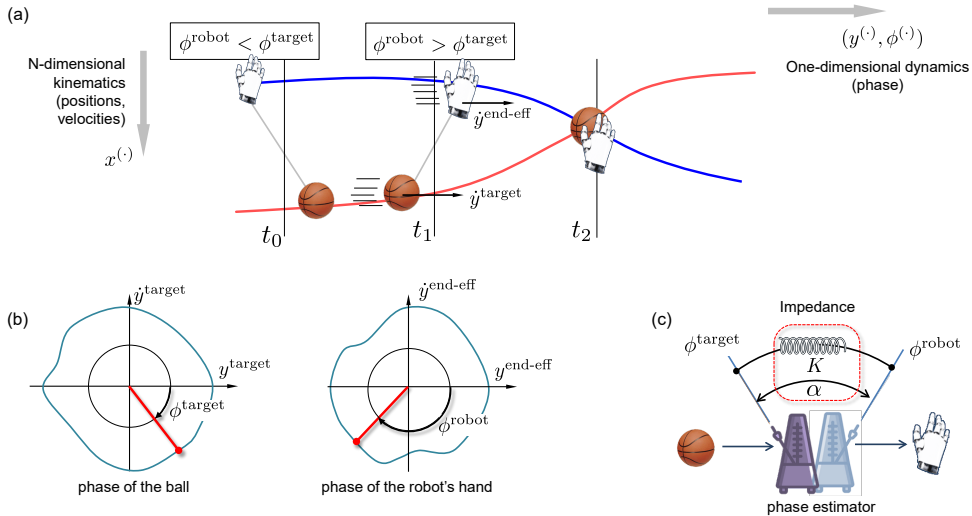 (a)
N-dimensional
kinematics
(positions,
velocities)
x^{(·)}
ϕ^{robot} < ϕ^{target}
ϕ^{robot} > ϕ^{target}
(y^{(·)}, ϕ^{(·)})
One-dimensional dynamics
(phase)
ẏ^{end-eff}
ẏ^{target}
t_0
t_1
t_2
(b)
ẏ^{target}
y^{target}
ϕ^{target}
phase of the ball
ẏ^{end-eff}
y^{end-eff}
ϕ^{robot}
phase of the robot's hand
(c)
Impedance
ϕ^{target}
ϕ^{robot}
K
α
phase estimator